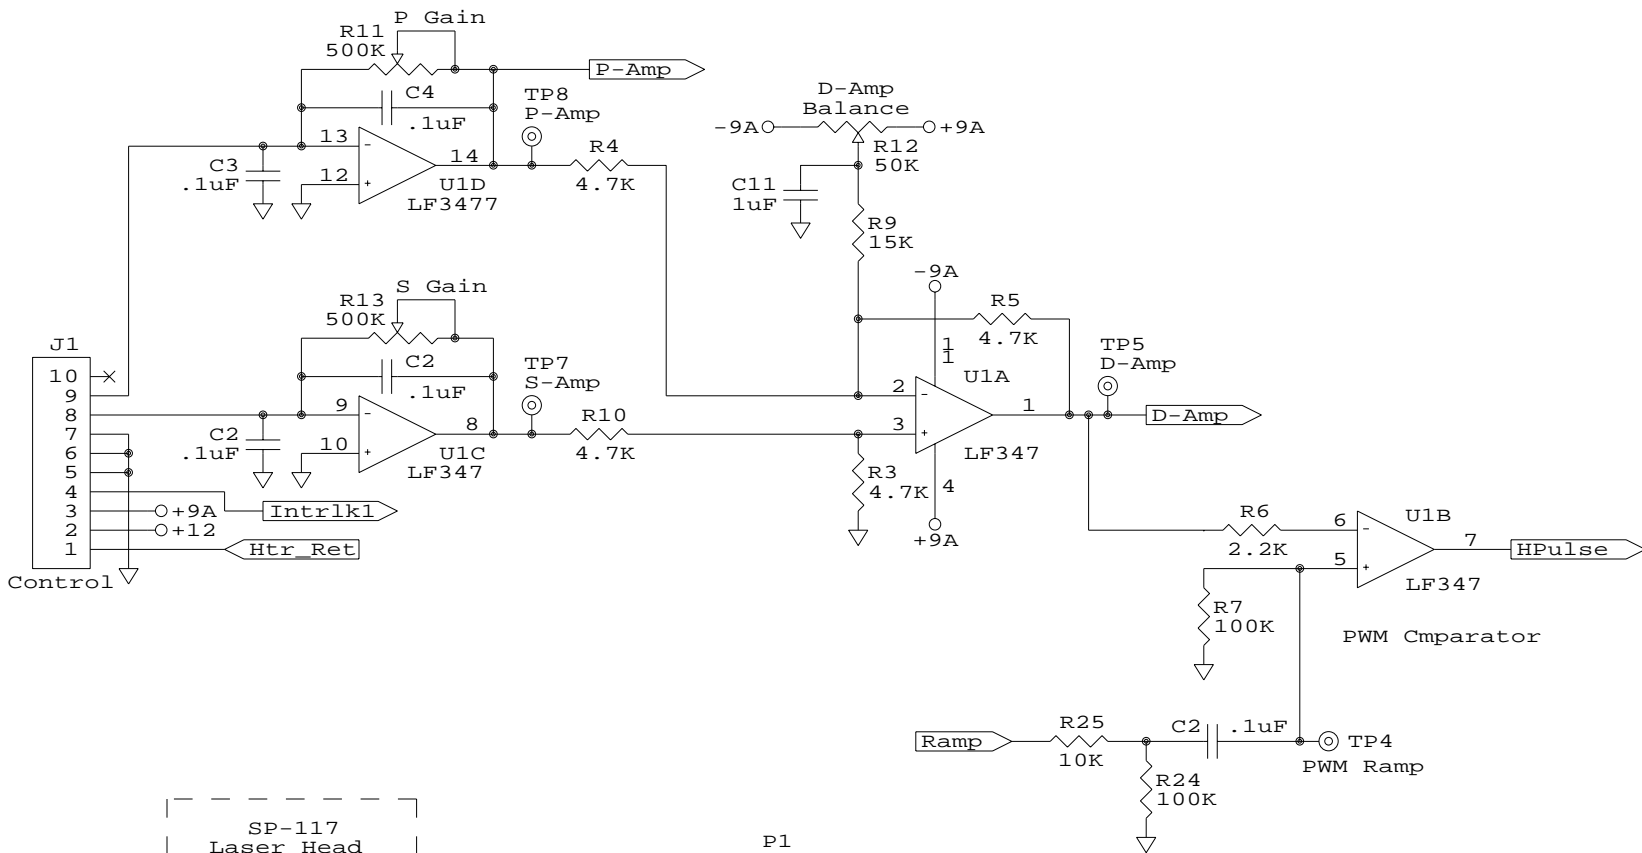 P Gain
R11
500K
P-Amp
C4
.1uF
TP8
P-Amp
D-Amp
Balance
-9A
+9A
R12
50K
13
14
12
-
+
C3
.1uF
U1D
LF3477
R4
4.7K
C11
1uF
R9
15K
-9A
S Gain
R13
500K
R5
4.7K
J1
C2
.1uF
TP7
S-Amp
1
1
U1A
TP5
D-Amp
10
9
8
7
6
5
4
3
2
1
Control
9
8
10
-
+
C2
.1uF
U1C
LF347
R10
4.7K
2
3
-
+
1
D-Amp
LF347
R3
4.7K
4
+9A
Intrlk1
+9A
+12
Htr_Ret
R6
2.2K
6
5
-
+
U1B
7
HPulse
LF347
R7
100K
PWM Cmparator
Ramp
R25
10K
C2
.1uF
TP4
PWM Ramp
R24
100K
SP-117
Laser Head
P1